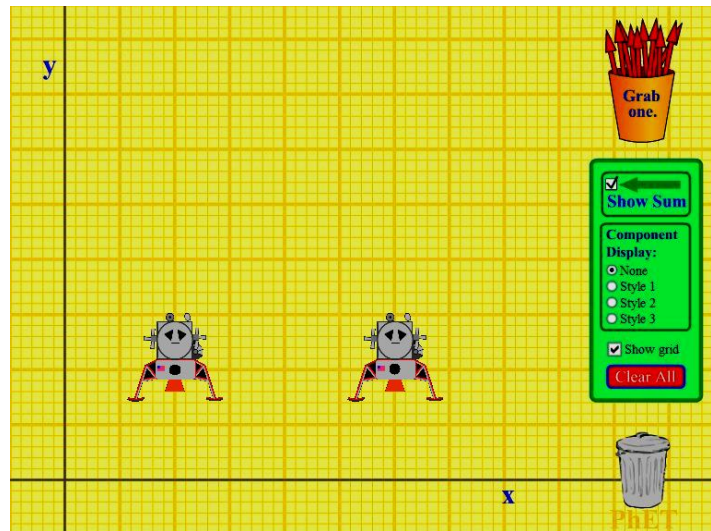 y
Grab
one.
Show Sum
Component
Display:
None
Style 1
Style 2
Style 3
Show grid
Clear All
x
PhET